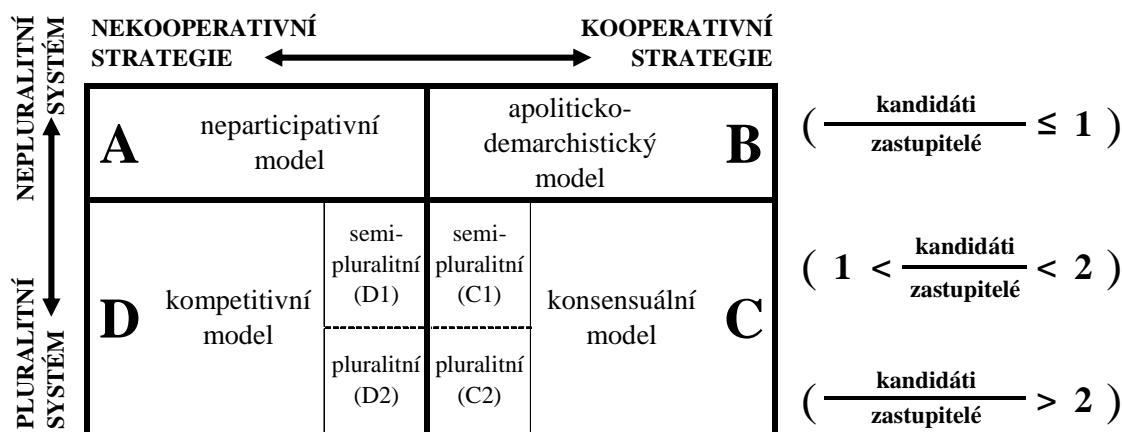 NEKOOPERATIVNÍ
STRATEGIE
KOOPERATIVNÍ
STRATEGIE
NEPLURALITNÍ
SYSTÉM
PLURALITNÍ
SYSTÉM
A
neparticipativní
model
apoliticko-
demarchistický
model
B
D
kompetitivní
model
semi-
pluralitní
(D1)
pluralitní
(D2)
semi-
pluralitní
(C1)
pluralitní
(C2)
konsensuální
model
C
( kandidáti
zastupitelé ≤ 1 )
( 1 < kandidáti
zastupitelé < 2 )
( kandidáti
zastupitelé > 2 )